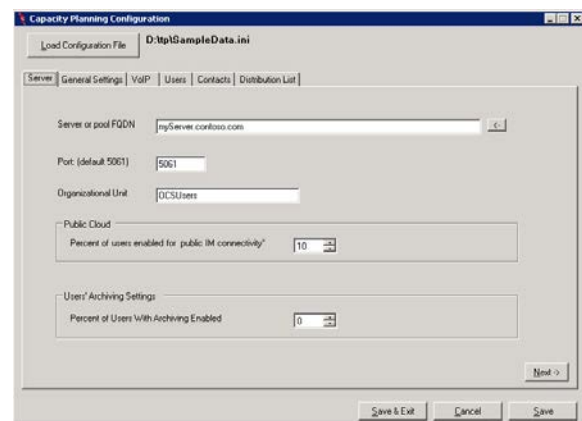 Capacity Planning Configuration
Load Configuration File D:\tp\SampleData.ini
Server General Settings VoIP Users Contacts Distribution List
Server or pool FQDN myServer.contoso.com <-
Port: (default 5061) 5061
Organizational Unit OCSUsers
Public Cloud
Percent of users enabled for public IM connectivity* 10
Users' Archiving Settings
Percent of Users With Archiving Enabled 0
Next ->
Save & Exit Cancel Save